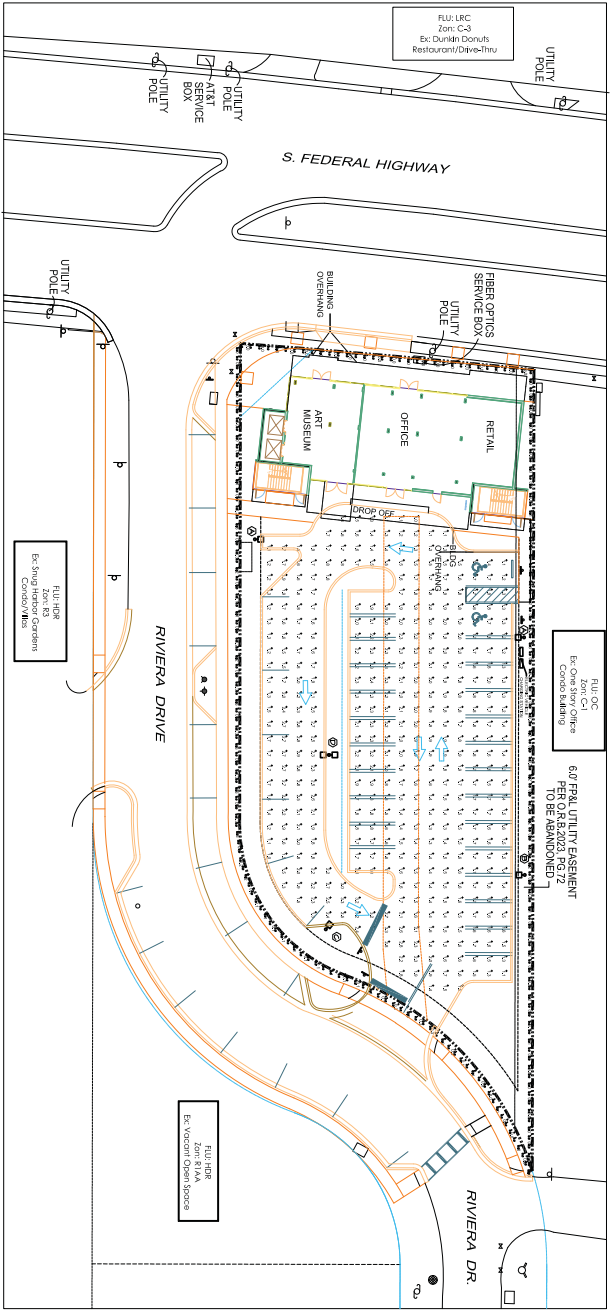 FLU: LRC
Zon: C-3
Ex: Dunkin Donuts
Restaurant/Drive-Thru
UTILITY
POLE
UTILITY
POLE
AT&T
SERVICE
BOX
UTILITY
POLE
S. FEDERAL HIGHWAY
UTILITY
POLE
BUILDING
OVERHANG
FIBER OPTICS
SERVICE BOX
UTILITY
POLE
RETAIL
OFFICE
ART
MUSEUM
DROP OFF
BLDG
OVERHANG
FLU: HDR
Zon: R3
Ex: Snug Harbor Gardens
Condo/Villas
RIVIERA DRIVE
FLU: OC
Zon: C-1
Ex: One Story Office
Condo Building
6.0' FP&L UTILITY EASEMENT
PER O.R.B.2023, PG.72
TO BE ABANDONED
FLU: HDR
Zon: R1AA
Ex: Vacant Open Space
RIVIERA DR.